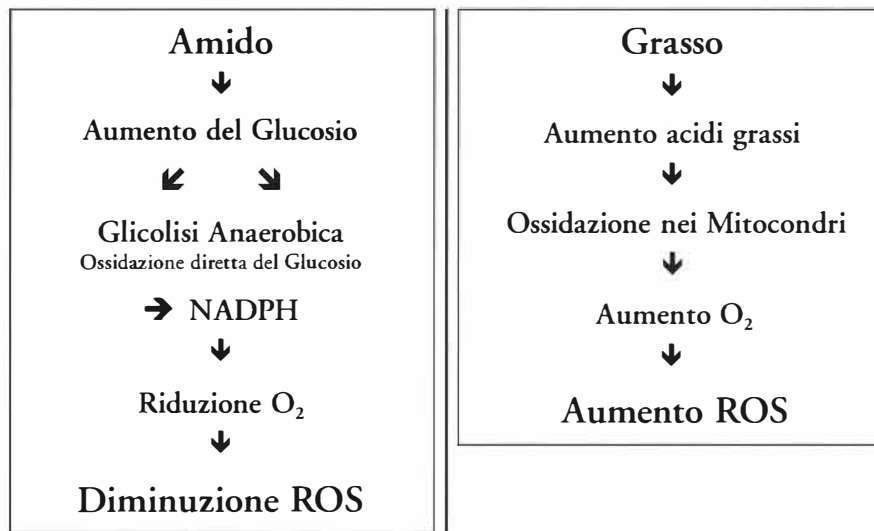 Amido
Aumento del Glucosio
Glicolisi Anaerobica
Ossidazione diretta del Glucosio
→ NADPH
Riduzione O₂
Diminuzione ROS
Grasso
Aumento acidi grassi
Ossidazione nei Mitocondri
Aumento O₂
Aumento ROS